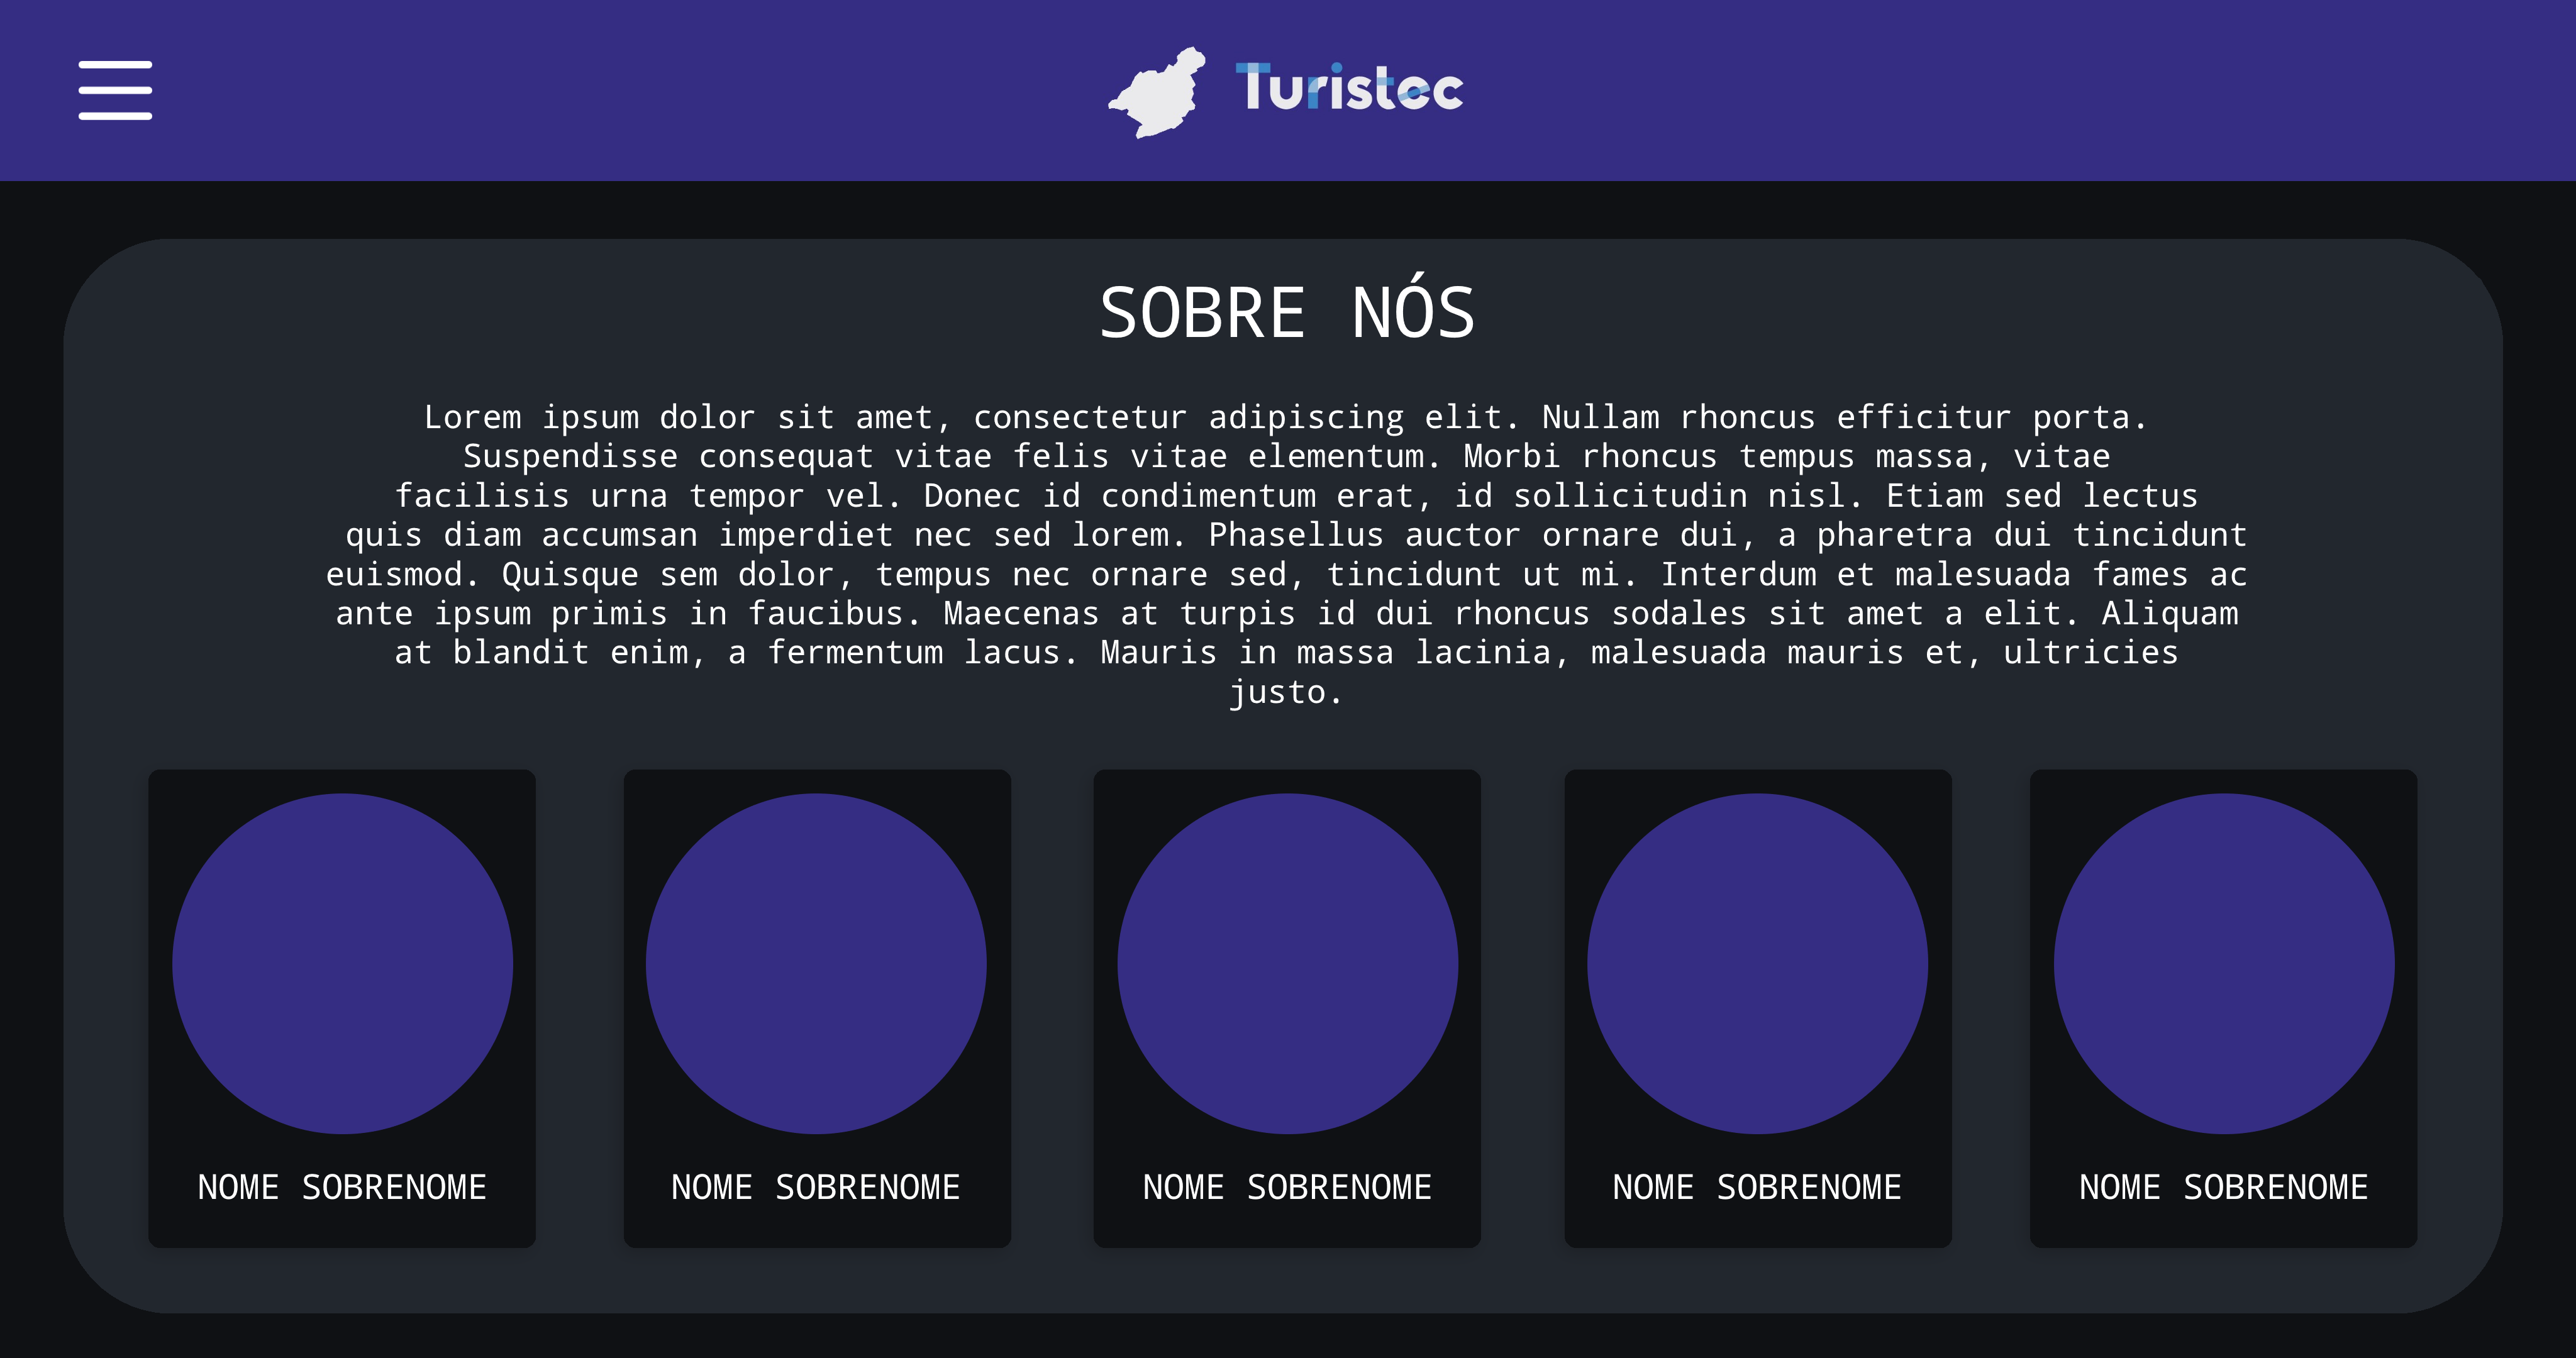 Turistec
SOBRE NÓS
Lorem ipsum dolor sit amet, consectetur adipiscing elit. Nullam rhoncus efficitur porta.
Suspendisse consequat vitae felis vitae elementum. Morbi rhoncus tempus massa, vitae
facilisis urna tempor vel. Donec id condimentum erat, id sollicitudin nisl. Etiam sed lectus
quis diam accumsan imperdiet nec sed lorem. Phasellus auctor ornare dui, a pharetra dui tincidunt
euismod. Quisque sem dolor, tempus nec ornare sed, tincidunt ut mi. Interdum et malesuada fames ac
ante ipsum primis in faucibus. Maecenas at turpis id dui rhoncus sodales sit amet a elit. Aliquam
at blandit enim, a fermentum lacus. Mauris in massa lacinia, malesuada mauris et, ultricies
justo.
NOME SOBRENOME
NOME SOBRENOME
NOME SOBRENOME
NOME SOBRENOME
NOME SOBRENOME